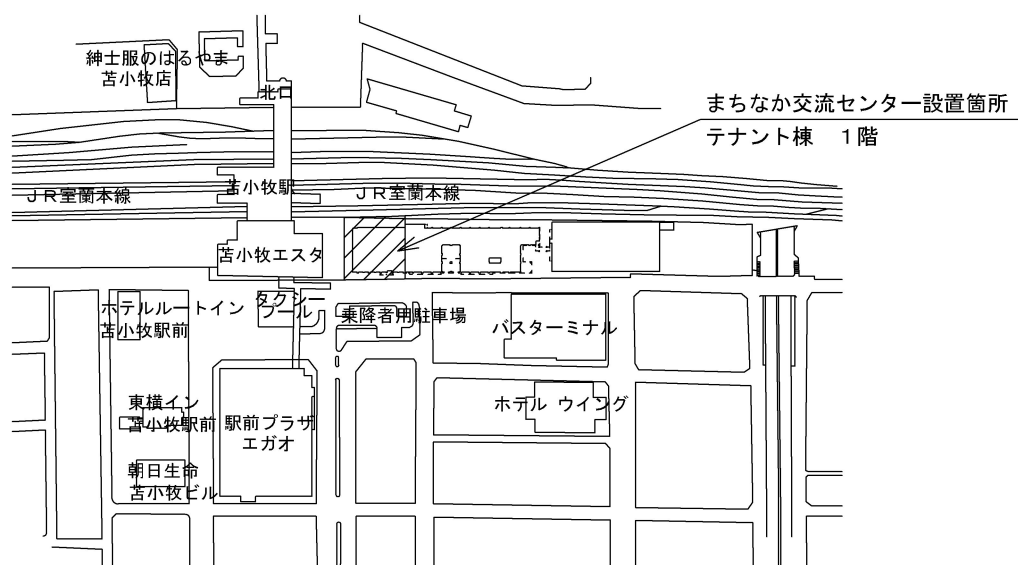 紳士服のはるやま
苫小牧店
北口
まちなか交流センター設置箇所
テナント棟 1階
JR室蘭本線
苫小牧駅
JR室蘭本線
苫小牧エスタ
ホテルルートイン
苫小牧駅前
タクシー
プール
乗降者用駐車場
バスターミナル
東横イン
苫小牧駅前
駅前プラザ
エガオ
ホテル ウイング
朝日生命
苫小牧ビル